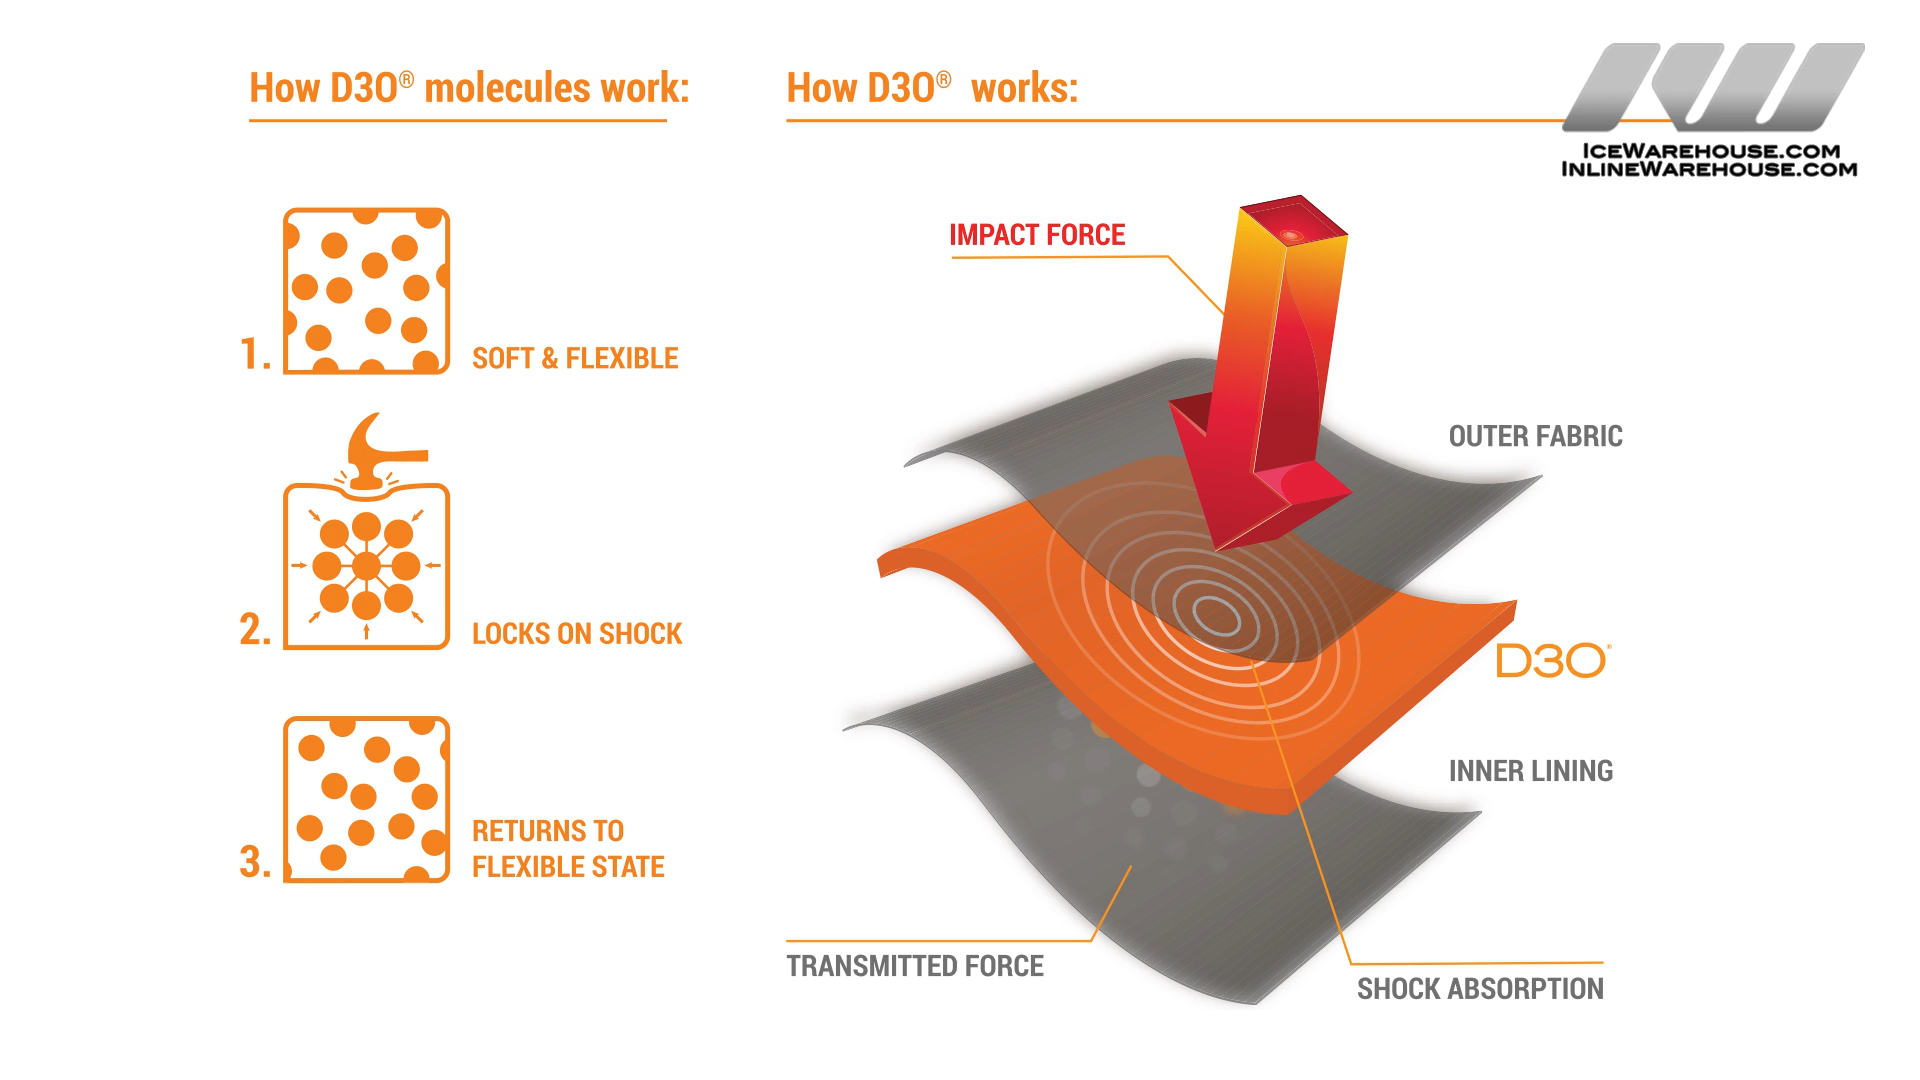 How D3O® molecules work:
1.
SOFT & FLEXIBLE
2.
LOCKS ON SHOCK
3.
RETURNS TO
FLEXIBLE STATE
How D3O® works:
IW
ICEWAREHOUSE.COM
INLINEWAREHOUSE.COM
IMPACT FORCE
OUTER FABRIC
D3O®
INNER LINING
TRANSMITTED FORCE
SHOCK ABSORPTION